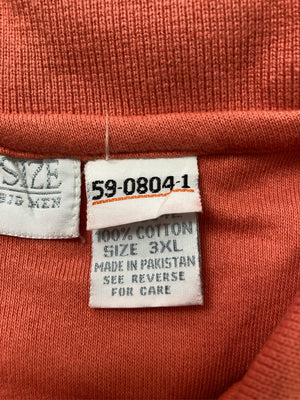 SIZE
BIG MEN
59-0804-1
100% COTTON
SIZE 3XL
MADE IN PAKISTAN
SEE REVERSE
FOR CARE